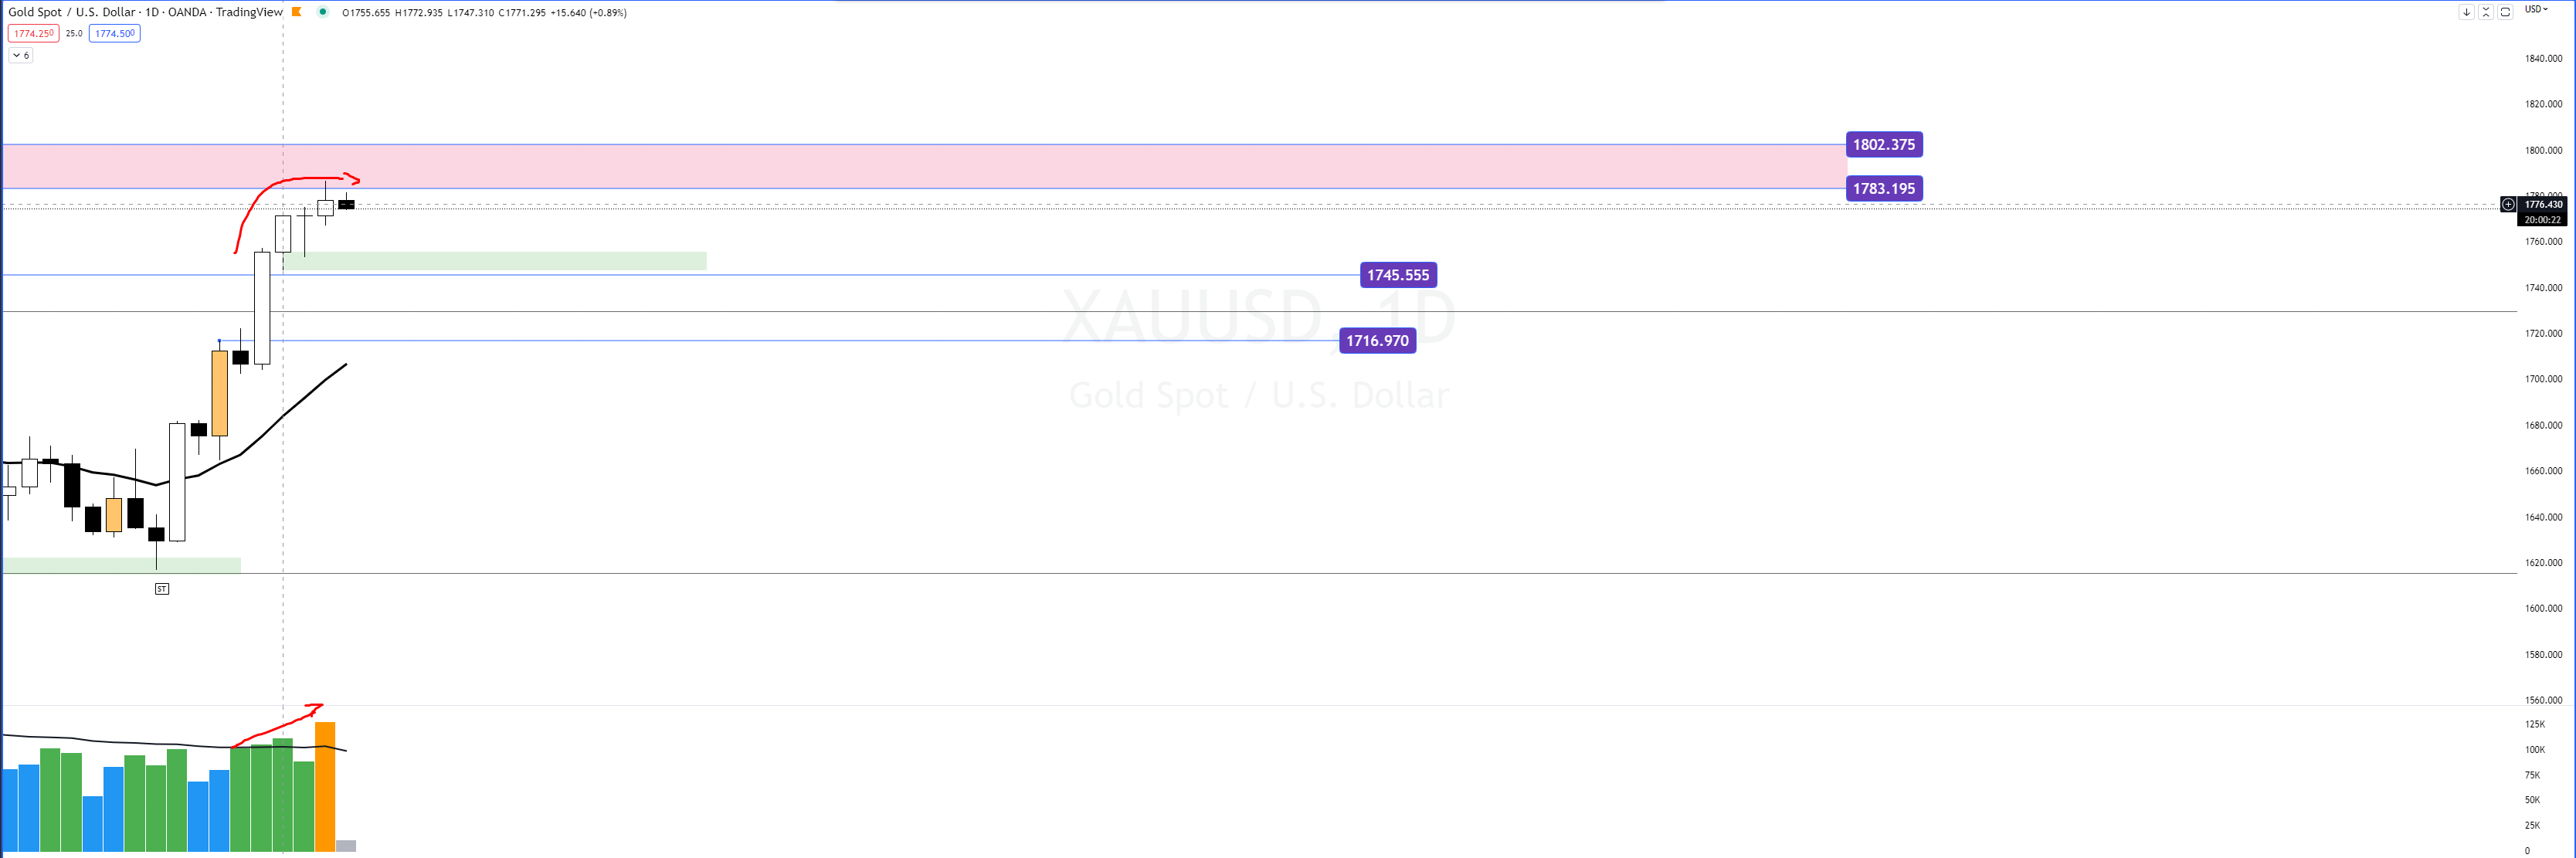 Gold Spot / U.S. Dollar · 1D · OANDA · TradingView O1755.655 H1772.935 L1747.310 C1771.295 +15.640 (+0.89%)
USD
1774.250 25.0 1774.500
6
1840.000
1820.000
1802.375
1800.000
1783.195
1780.000
1776.430
20:00:22
1760.000
1745.555
1740.000
XAUUSD, 1D
1720.000
1716.970
1700.000
Gold Spot / U.S. Dollar
1680.000
1660.000
1640.000
1620.000
ST
1600.000
1580.000
1560.000
125K
100K
75K
50K
25K
0